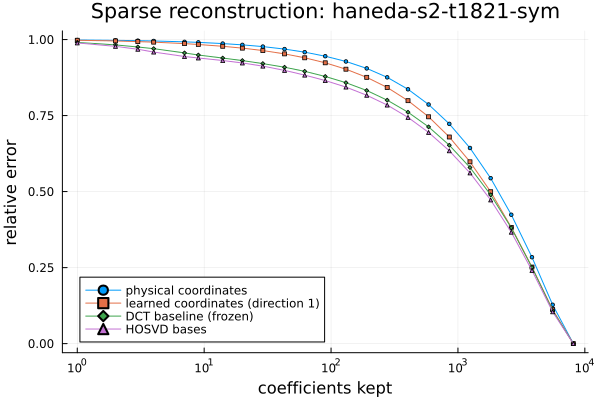 Sparse reconstruction: haneda-s2-t1821-sym
relative error
1.00
0.75
0.50
0.25
0.00
physical coordinates
learned coordinates (direction 1)
DCT baseline (frozen)
HOSVD bases
10⁰ 10¹ 10² 10³ 10⁴
coefficients kept